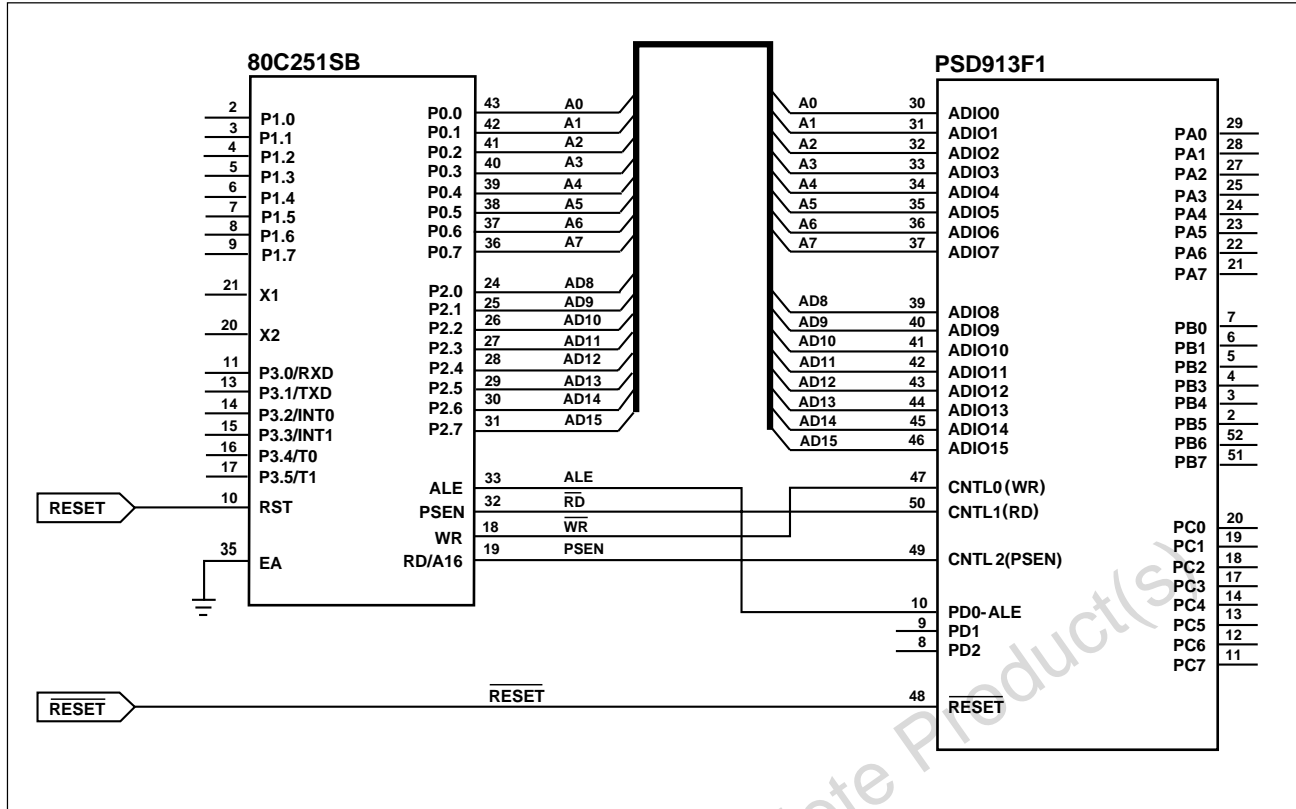 80C251SB
2 P1.0
3 P1.1
4 P1.2
5 P1.3
6 P1.4
7 P1.5
8 P1.6
9 P1.7
21 X1
20 X2
11 P3.0/RXD
13 P3.1/TXD
14 P3.2/INT0
15 P3.3/INT1
16 P3.4/T0
17 P3.5/T1
RESET 10 RST
35 EA
P0.0 43 A0
P0.1 42 A1
P0.2 41 A2
P0.3 40 A3
P0.4 39 A4
P0.5 38 A5
P0.6 37 A6
P0.7 36 A7
P2.0 24 AD8
P2.1 25 AD9
P2.2 26 AD10
P2.3 27 AD11
P2.4 28 AD12
P2.5 29 AD13
P2.6 30 AD14
P2.7 31 AD15
ALE 33 ALE
PSEN 32 RD
WR 18 WR
RD/A16 19 PSEN
PSD913F1
A0 30 ADIO0
A1 31 ADIO1
A2 32 ADIO2
A3 33 ADIO3
A4 34 ADIO4
A5 35 ADIO5
A6 36 ADIO6
A7 37 ADIO7
AD8 39 ADIO8
AD9 40 ADIO9
AD10 41 ADIO10
AD11 42 ADIO11
AD12 43 ADIO12
AD13 44 ADIO13
AD14 45 ADIO14
AD15 46 ADIO15
47 CNTL0 (WR)
50 CNTL1(RD)
49 CNTL 2(PSEN)
10 PD0-ALE
9 PD1
8 PD2
RESET RESET 48 RESET
PA0 29
PA1 28
PA2 27
PA3 25
PA4 24
PA5 23
PA6 22
PA7 21
PB0 7
PB1 6
PB2 5
PB3 4
PB4 3
PB5 2
PB6 52
PB7 51
PC0 20
PC1 19
PC2 18
PC3 17
PC4 14
PC5 13
PC6 12
PC7 11
Product(s)